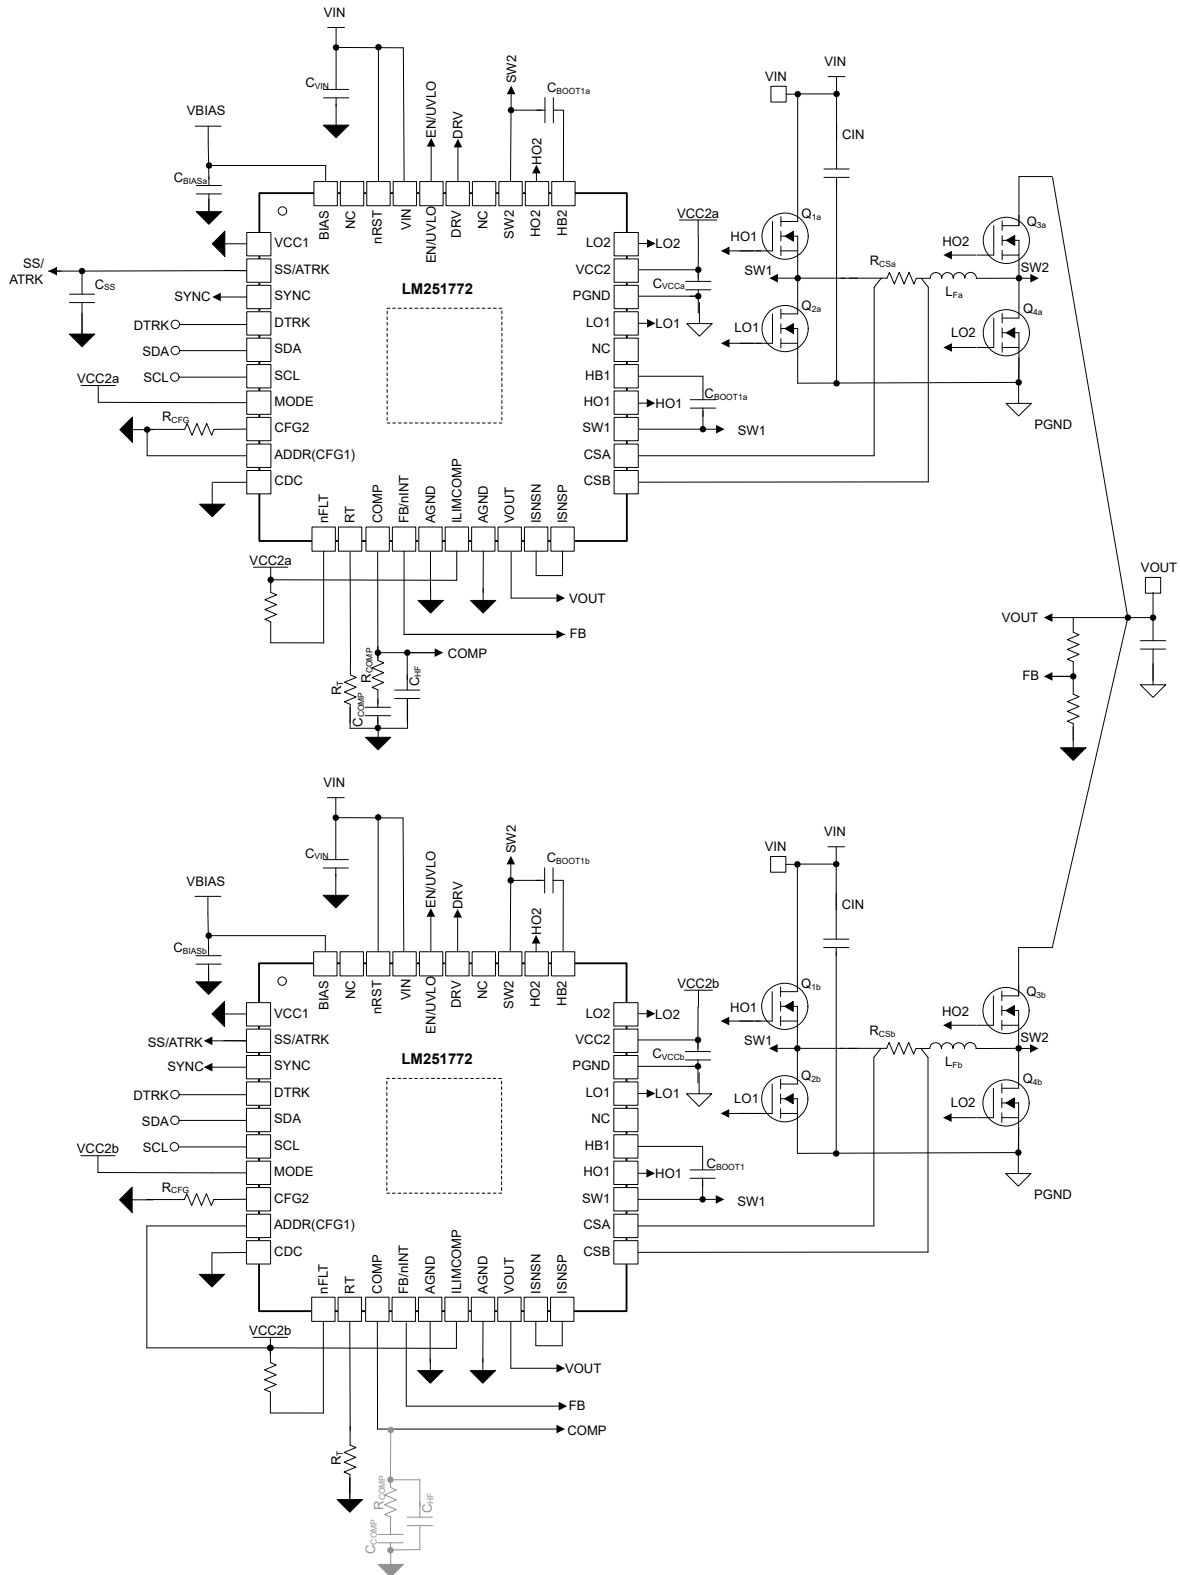 VIN
CVIN
VBIAS
CBIASa
EN/UVLO
DRV
SW2
HO2
CBOOT1a
BIAS
NC
nRST
VIN
EN/UVLO
DRV
NC
SW2
HO2
HB2
VCC1
SS/ATRK
SYNC
DTRK
SDA
SCL
MODE
CFG2
ADDR(CFG1)
CDC
SS/
ATRK
CSS
SYNC
DTRK
SDA
SCL
VCC2a
RCFG
LM251772
LO2
VCC2
PGND
LO1
NC
HB1
HO1
SW1
CSA
CSB
LO2
VCC2a
CVCCa
LO1
CBOOT1a
HO1
SW1
nFLT
RT
COMP
FB/nINT
AGND
ILIMCOMP
AGND
VOUT
ISNSN
ISNSP
VCC2a
VOUT
FB
COMP
RT
RCOMP
CCOMP
CHF
VIN
VIN
CIN
Q1a
HO1
SW1
Q2a
LO1
RCSa
LFa
Q3a
HO2
SW2
Q4a
LO2
PGND
VOUT
VOUT
FB
VIN
CVIN
VBIAS
CBIASb
EN/UVLO
DRV
SW2
HO2
CBOOT1b
BIAS
NC
nRST
VIN
EN/UVLO
DRV
NC
SW2
HO2
HB2
VCC1
SS/ATRK
SYNC
DTRK
SDA
SCL
MODE
CFG2
ADDR(CFG1)
CDC
SS/ATRK
SYNC
DTRK
SDA
SCL
VCC2b
RCFG
LM251772
LO2
VCC2
PGND
LO1
NC
HB1
HO1
SW1
CSA
CSB
LO2
VCC2b
CVCCb
LO1
CBOOT1
HO1
SW1
nFLT
RT
COMP
FB/nINT
AGND
ILIMCOMP
AGND
VOUT
ISNSN
ISNSP
VCC2b
VOUT
FB
COMP
RT
RCOMP
CCOMP
CHF
VIN
VIN
CIN
Q1b
HO1
SW1
Q2b
LO1
RCSb
LFb
Q3b
HO2
SW2
Q4b
LO2
PGND